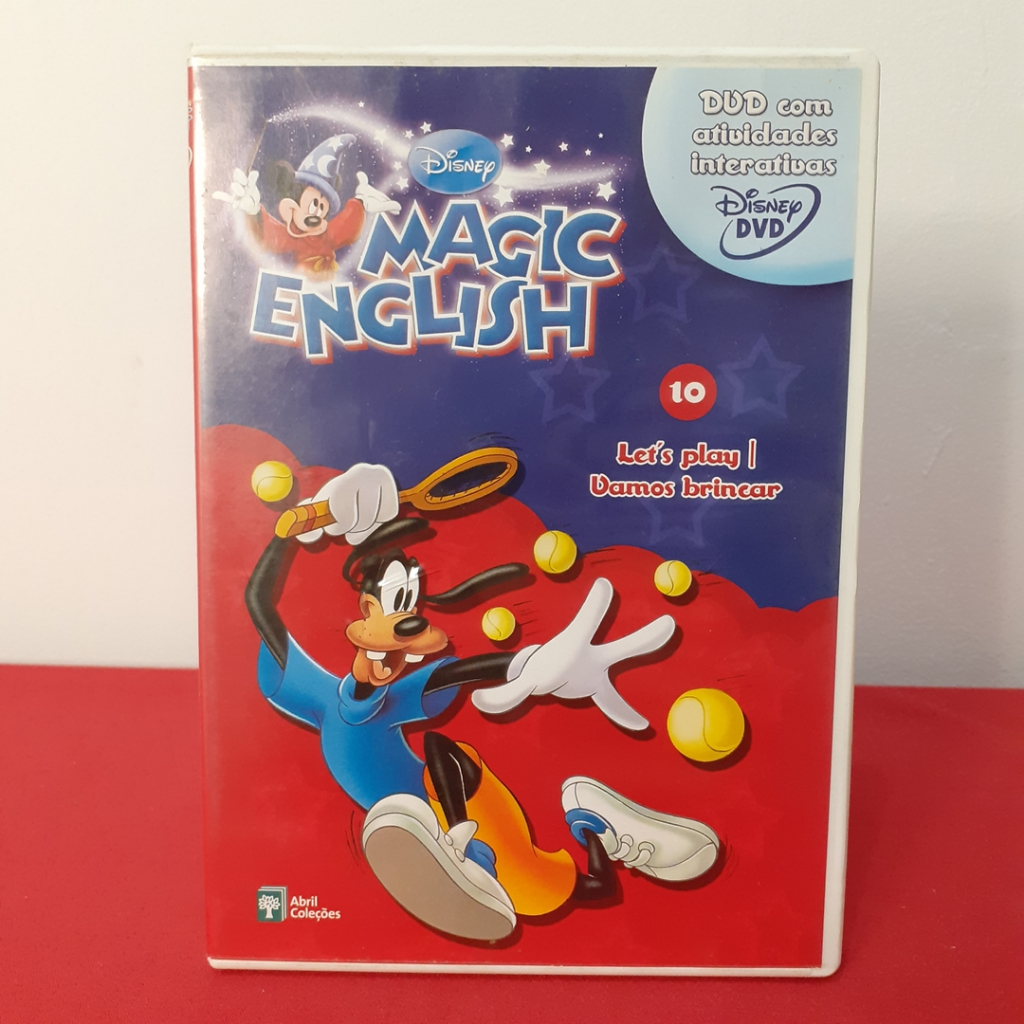 DVD com
atividades
interativas
Disney
DVD
Disney
MAGIC
ENGLISH
10
Let's play |
Vamos brincar
Abril
Coleções